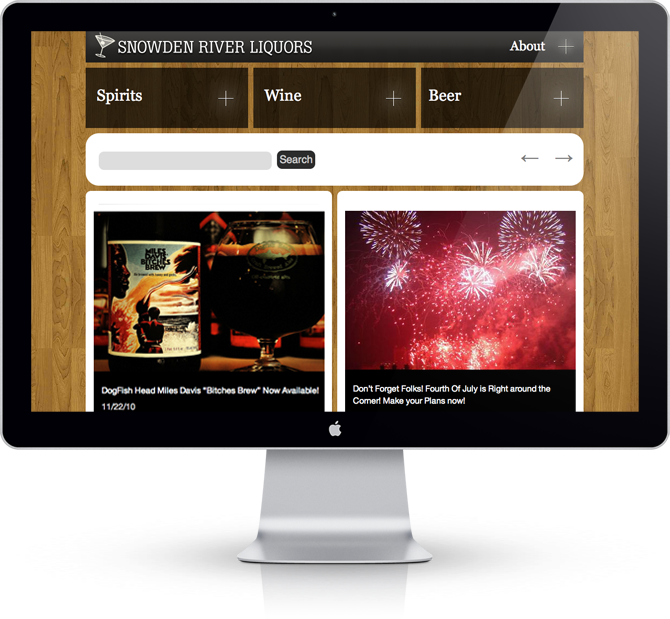 SNOWDEN RIVER LIQUORS
About
Spirits
Wine
Beer
Search
MILES
DAVIS
BITCHES
BREW
DogFish Head Miles Davis "Bitches Brew" Now Available!
11/22/10
Don't Forget Folks! Fourth Of July is Right around the
Corner! Make your Plans now!